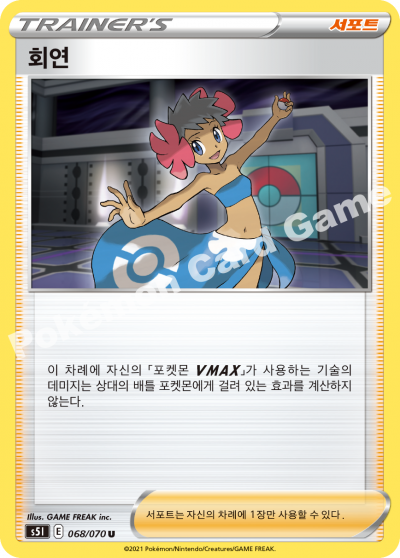 TRAINER'S 서포트
회연
Pokémon Card Game
이 차례에 자신의 「포켓몬 VMAX」가 사용하는 기술의
데미지는 상대의 배틀 포켓몬에게 걸려 있는 효과를 계산하지
않는다.
Illus. GAME FREAK inc.
s5I E 068/070 U
서포트는 자신의 차례에 1장만 사용할 수 있다.
©2021 Pokémon/Nintendo/Creatures/GAME FREAK.